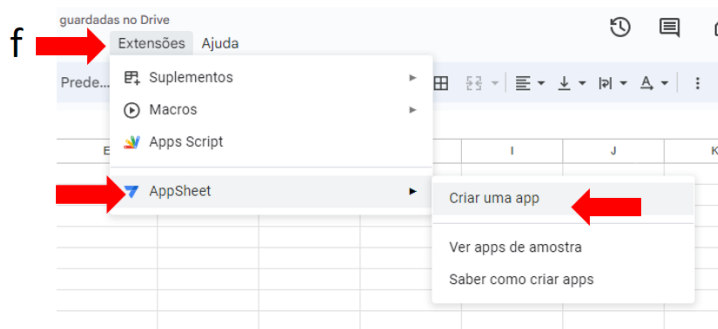 guardadas no Drive
f
Extensões Ajuda
Prede...
Suplementos
Macros
Apps Script
AppSheet
Criar uma app
Ver apps de amostra
Saber como criar apps
E I J K